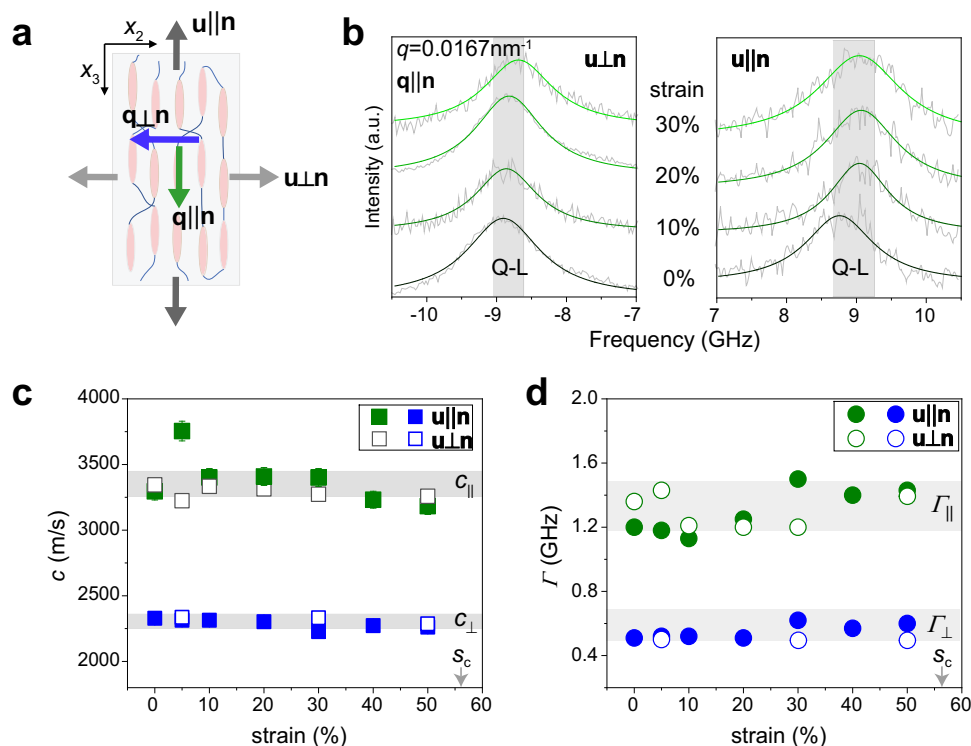 a
x₂
x₃
u||n
q⊥n
u⊥n
q||n
b
q=0.0167nm⁻¹
q||n
u⊥n
u||n
strain
30%
20%
10%
0%
Q-L
Q-L
Intensity (a.u.)
-10 -9 -8 -7
7 8 9 10
Frequency (GHz)
c
4000
3500
3000
2500
2000
c (m/s)
u||n
u⊥n
c||
c⊥
sc
0 10 20 30 40 50 60
strain (%)
d
2.0
1.6
1.2
0.8
0.4
Γ (GHz)
u||n
u⊥n
Γ||
Γ⊥
sc
0 10 20 30 40 50 60
strain (%)